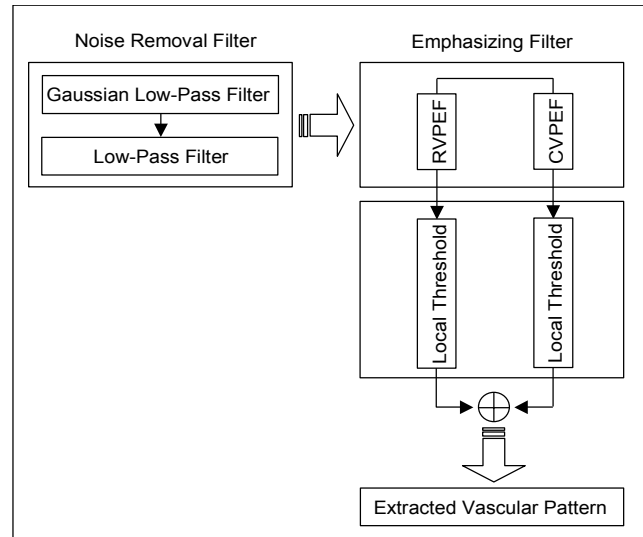 Noise Removal Filter
Gaussian Low-Pass Filter
Low-Pass Filter
Emphasizing Filter
RVPEF
CVPEF
Local Threshold
Local Threshold
Extracted Vascular Pattern